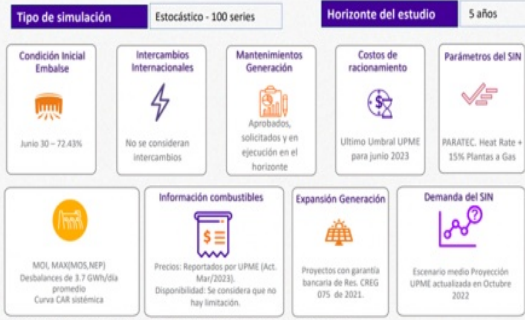 Tipo de simulación
Estocástico - 100 series
Horizonte del estudio
5 años
Condición Inicial
Embalse
Junio 30 – 72.43%
Intercambios
Internacionales
No se consideran
intercambios
Mantenimientos
Generación
Aprobados,
solicitados y en
ejecución en el
horizonte
Costos de
racionamiento
Ultimo Umbral UPME
para junio 2023
Parámetros del SIN
PARATEC. Heat Rate +
15% Plantas a Gas
MOI, MAX(MOS,NEP)
Desbalances de 3.7 GWh/día
promedio
Curva CAR sistémica
Información combustibles
Precios: Reportados por UPME (Act.
Mar/2023).
Disponibilidad: Se considera que no
hay limitación.
Expansión Generación
Proyectos con garantía
bancaria de Res. CREG
075 de 2021.
Demanda del SIN
Escenario medio Proyección
UPME actualizada en Octubre
2022